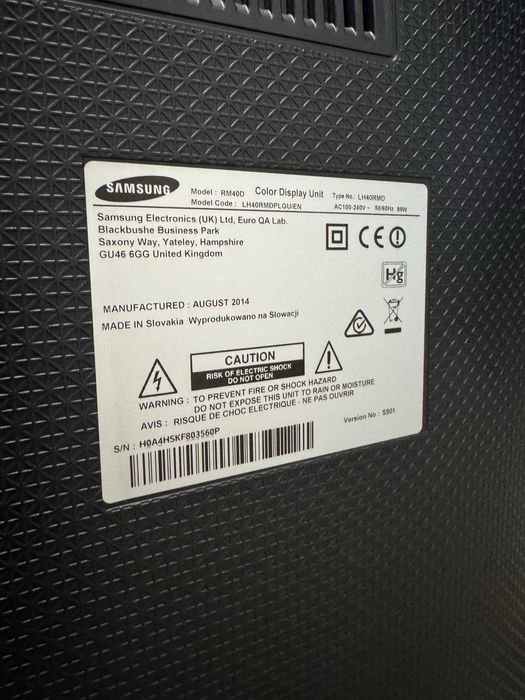 SAMSUNG
Model : RM40D Color Display Unit Type No.: LH40RMD
Model Code : LH40RMDPLGU/EN AC100-240V~ 50/60Hz 89W
Samsung Electronics (UK) Ltd, Euro QA Lab.
Blackbushe Business Park
Saxony Way, Yateley, Hampshire
GU46 6GG United Kingdom
CE
Hg
MANUFACTURED : AUGUST 2014
MADE IN Slovakia Wyprodukowano na Slowacji
CAUTION
RISK OF ELECTRIC SHOCK
DO NOT OPEN
WARNING : TO PREVENT FIRE OR SHOCK HAZARD
DO NOT EXPOSE THIS UNIT TO RAIN OR MOISTURE
AVIS : RISQUE DE CHOC ELECTRIQUE - NE PAS OUVRIR
Version No : SS01
S/N : H0A4HSKF803560P